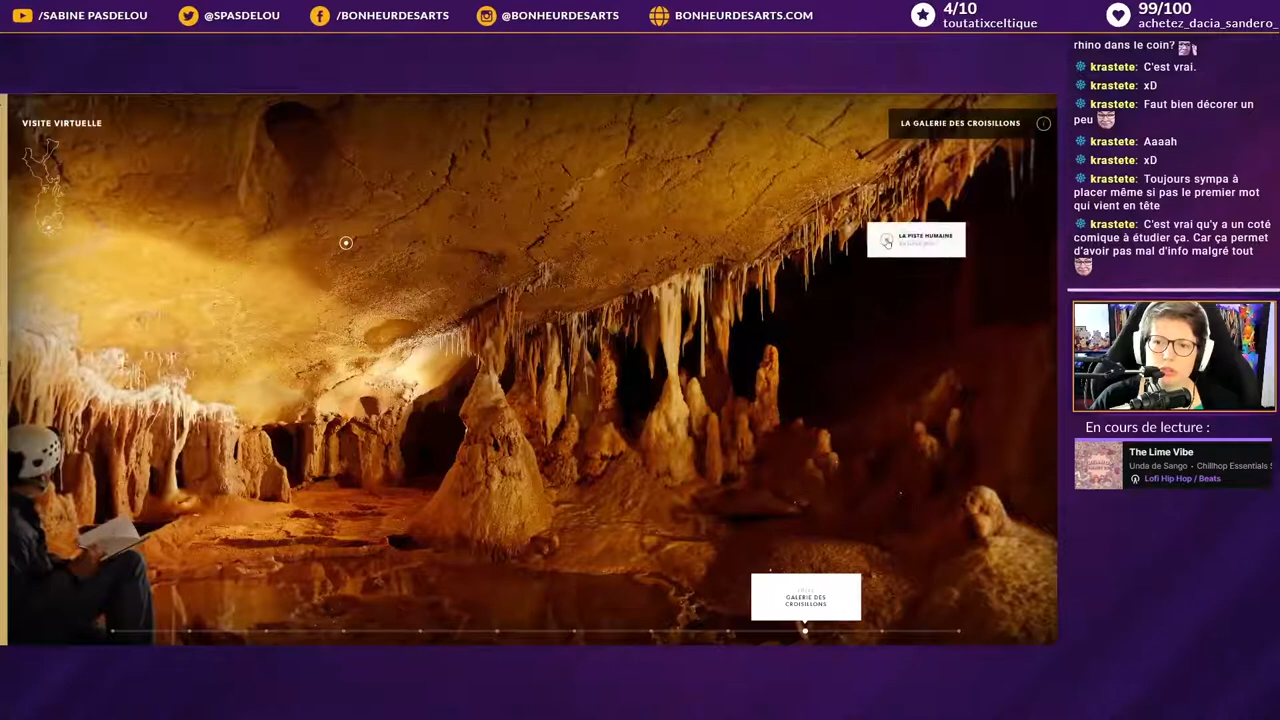 /SABINE PASDELOU
@SPASDELOU
/BONHEURDESARTS
@BONHEURDESARTS
BONHEURDESARTS.COM
4/10
toutatixceltique
99/100
achetez_dacia_sandero_
rhino dans le coin?
krastete: C'est vrai.
krastete: xD
krastete: Faut bien décorer un
peu
krastete: Aaaah
krastete: xD
krastete: Toujours sympa à
placer même si pas le premier mot
qui vient en tête
krastete: C'est vrai qu'y a un coté
comique à étudier ça. Car ça permet
d'avoir pas mal d'info malgré tout
VISITE VIRTUELLE
LA GALERIE DES CROISILLONS
LA PISTE HUMAINE
GALERIE DES
CROISILLONS
En cours de lecture :
The Lime Vibe
Unda de Sango • Chillhop Essentials S
Lofi Hip Hop / Beats